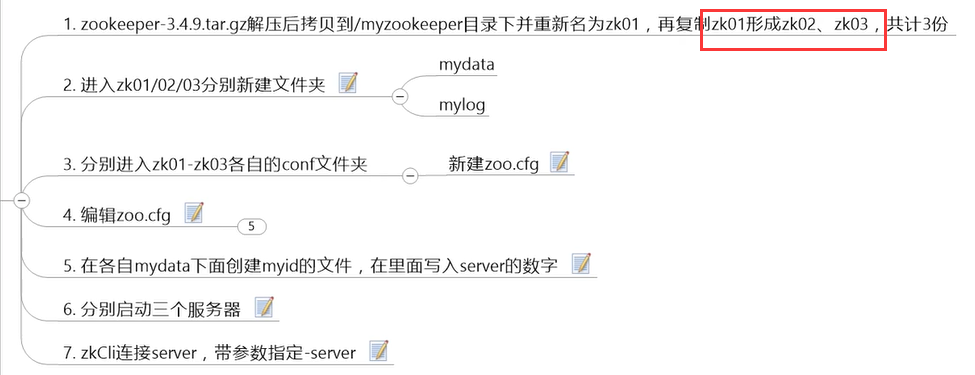 1. zookeeper-3.4.9.tar.gz解压后拷贝到/myzookeeper目录下并重新名为zk01，再复制zk01形成zk02、zk03，共计3份
2. 进入zk01/02/03分别新建文件夹
mydata
mylog
3. 分别进入zk01-zk03各自的conf文件夹
新建zoo.cfg
4. 编辑zoo.cfg
5
5. 在各自mydata下面创建myid的文件，在里面写入server的数字
6. 分别启动三个服务器
7. zkCli连接server，带参数指定-server